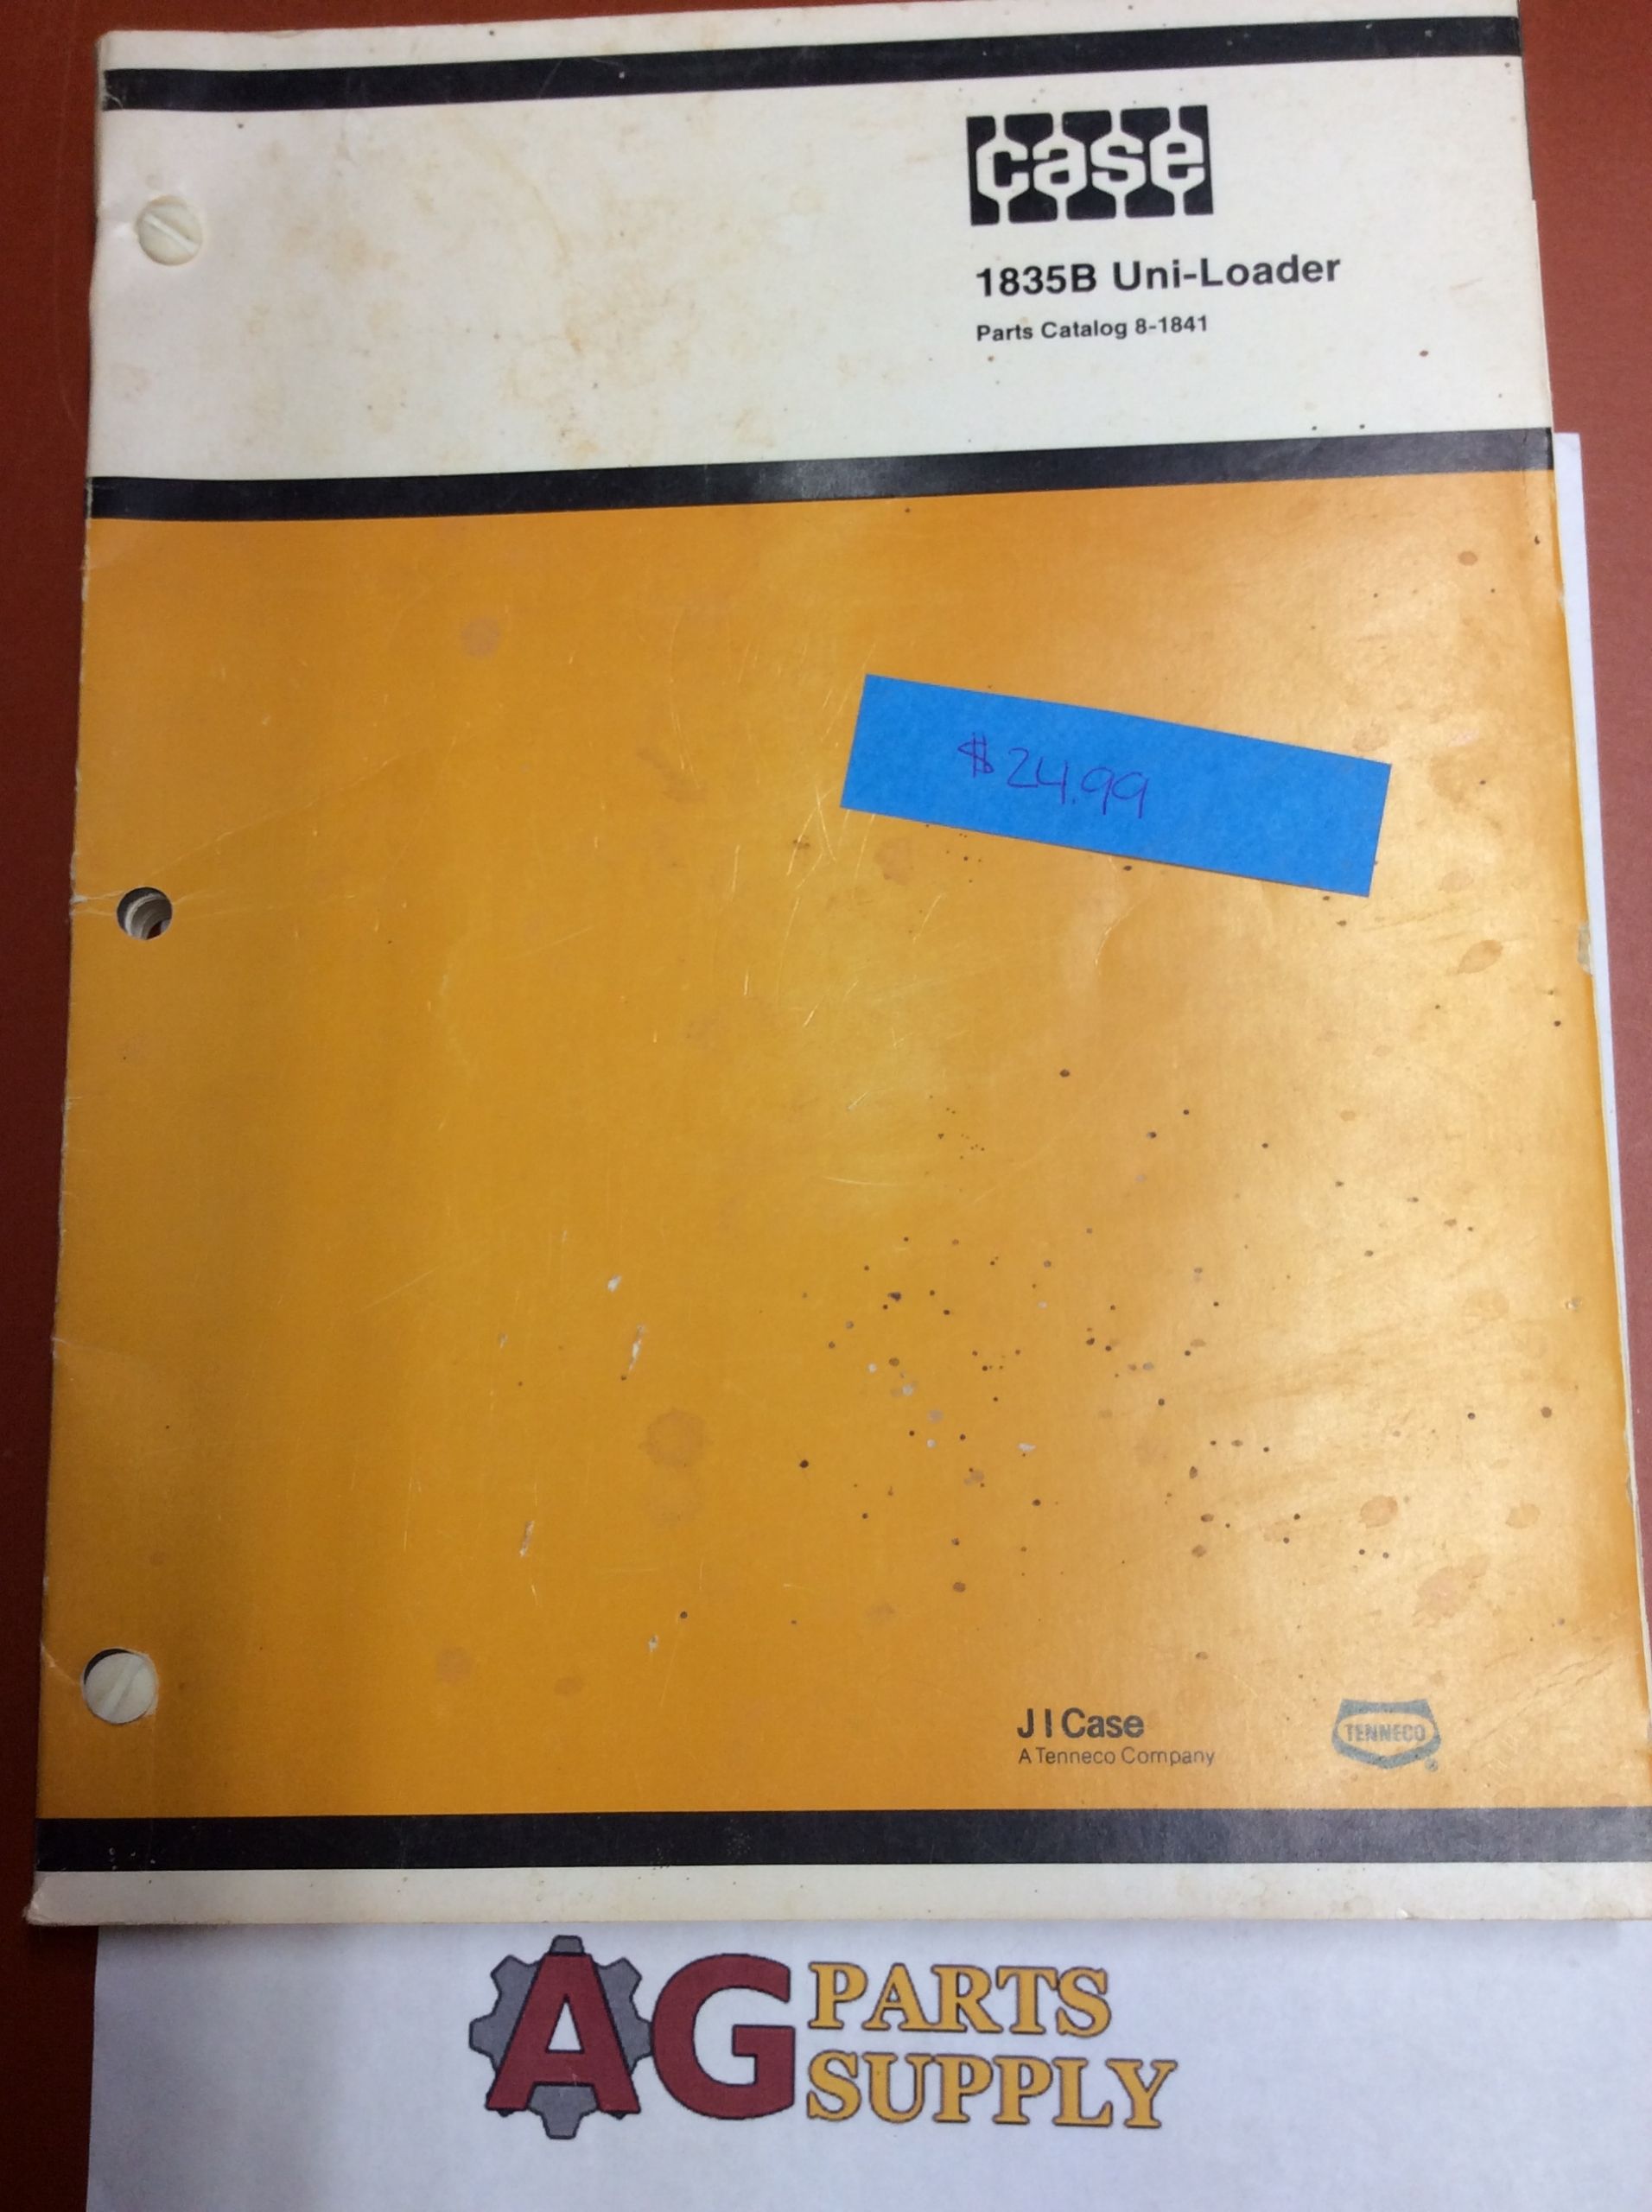 case
1835B Uni-Loader
Parts Catalog 8-1841
$24.99
J I Case
A Tenneco Company
TENNECO
®
AG PARTS
SUPPLY